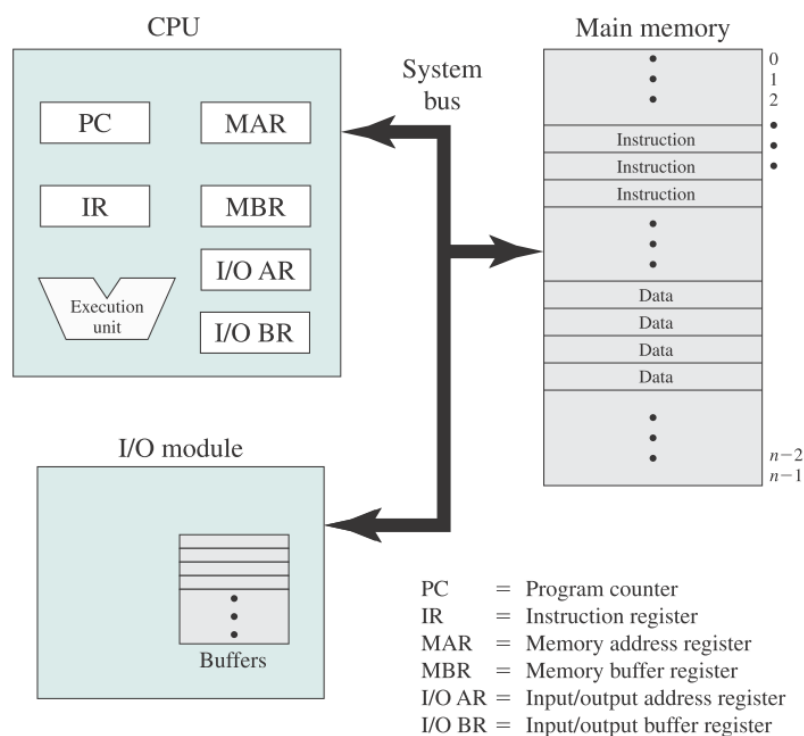 CPU
PC
MAR
IR
MBR
I/O AR
Execution
unit
I/O BR
System
bus
Main memory
0
1
2
Instruction
Instruction
Instruction
Data
Data
Data
Data
n−2
n−1
I/O module
Buffers
PC = Program counter
IR = Instruction register
MAR = Memory address register
MBR = Memory buffer register
I/O AR = Input/output address register
I/O BR = Input/output buffer register